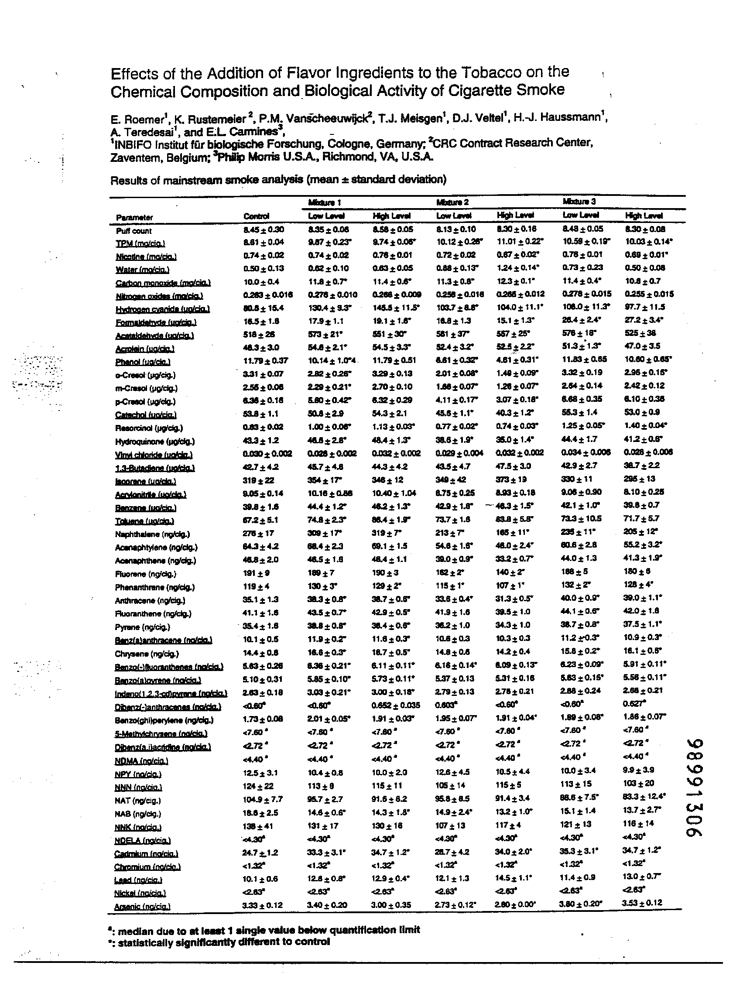 Effects of the Addition of Flavor Ingredients to the Tobacco on the
Chemical Composition and Biological Activity of Cigarette Smoke
E. Roemer¹, K. Rustemeier², P.M. Vanscheeuwijck², T.J. Meisgen¹, D.J. Veltel¹, H.-J. Haussmann¹,
A. Teredesai¹, and E.L. Carmines³,
¹INBIFO Institut für biologische Forschung, Cologne, Germany; ²CRC Contract Research Center,
Zaventem, Belgium; ³Philip Morris U.S.A., Richmond, VA, U.S.A.
Results of mainstream smoke analysis (mean ± standard deviation)
Mixture 1 Mixture 2 Mixture 3
Parameter Control Low Level High Level Low Level High Level Low Level High Level
Puff count 8.45 ± 0.30 8.35 ± 0.06 8.58 ± 0.05 8.13 ± 0.10 8.30 ± 0.16 8.48 ± 0.05 8.30 ± 0.08
TPM (mg/cig.) 8.61 ± 0.04 9.87 ± 0.23* 9.74 ± 0.06* 10.12 ± 0.26* 11.01 ± 0.22* 10.59 ± 0.19* 10.03 ± 0.14*
Nicotine (mg/cig.) 0.74 ± 0.02 0.74 ± 0.02 0.76 ± 0.01 0.72 ± 0.02 0.67 ± 0.02* 0.76 ± 0.01 0.69 ± 0.01*
Water (mg/cig.) 0.50 ± 0.13 0.62 ± 0.10 0.63 ± 0.05 0.88 ± 0.13* 1.24 ± 0.14* 0.73 ± 0.23 0.50 ± 0.08
Carbon monoxide (mg/cig.) 10.0 ± 0.4 11.8 ± 0.7* 11.4 ± 0.6* 11.3 ± 0.8* 12.3 ± 0.1* 11.4 ± 0.4* 10.8 ± 0.7
Nitrogen oxides (mg/cig.) 0.263 ± 0.016 0.276 ± 0.010 0.266 ± 0.009 0.256 ± 0.016 0.266 ± 0.012 0.276 ± 0.015 0.255 ± 0.015
Hydrogen cyanide (ug/cig.) 80.8 ± 15.4 130.4 ± 9.3* 145.5 ± 11.5* 103.7 ± 8.8* 104.0 ± 11.1* 106.0 ± 11.3* 97.7 ± 11.5
Formaldehyde (ug/cig.) 16.5 ± 1.8 17.9 ± 1.1 19.1 ± 1.6* 16.8 ± 1.3 15.1 ± 1.3* 26.4 ± 2.4* 27.2 ± 3.4*
Acetaldehyde (ug/cig.) 518 ± 26 573 ± 21* 551 ± 30* 581 ± 37* 557 ± 25* 576 ± 18* 525 ± 38
Acrolein (ug/cig.) 48.3 ± 3.0 54.6 ± 2.1* 54.5 ± 3.3* 52.4 ± 3.2* 52.5 ± 2.2* 51.3 ± 1.3* 47.0 ± 3.5
Phenol (ug/cig.) 11.79 ± 0.37 10.14 ± 1.0*4 11.79 ± 0.51 6.61 ± 0.32* 4.81 ± 0.31* 11.83 ± 0.65 10.60 ± 0.65*
o-Cresol (µg/cig.) 3.31 ± 0.07 2.82 ± 0.26* 3.29 ± 0.13 2.01 ± 0.08* 1.49 ± 0.09* 3.32 ± 0.19 2.96 ± 0.15*
m-Cresol (µg/cig.) 2.56 ± 0.06 2.29 ± 0.21* 2.70 ± 0.10 1.66 ± 0.07* 1.26 ± 0.07* 2.64 ± 0.14 2.42 ± 0.12
p-Cresol (µg/cig.) 6.36 ± 0.16 5.60 ± 0.42* 6.32 ± 0.29 4.11 ± 0.17* 3.07 ± 0.18* 6.68 ± 0.35 6.10 ± 0.36
Catechol (ug/cig.) 53.8 ± 1.1 50.8 ± 2.9 54.3 ± 2.1 45.6 ± 1.1* 40.3 ± 1.2* 55.3 ± 1.4 53.0 ± 0.9
Resorcinol (ug/cig.) 0.83 ± 0.02 1.00 ± 0.06* 1.13 ± 0.03* 0.77 ± 0.02* 0.74 ± 0.03* 1.25 ± 0.05* 1.40 ± 0.04*
Hydroquinone (ug/cig.) 43.3 ± 1.2 46.6 ± 2.6* 48.4 ± 1.3* 38.6 ± 1.9* 35.0 ± 1.4* 44.4 ± 1.7 41.2 ± 0.6*
Vinyl chloride (ug/cig.) 0.030 ± 0.002 0.028 ± 0.002 0.032 ± 0.002 0.029 ± 0.004 0.032 ± 0.002 0.034 ± 0.006 0.028 ± 0.006
1,3-Butadiene (ug/cig.) 42.7 ± 4.2 45.7 ± 4.8 44.3 ± 4.2 43.5 ± 4.7 47.5 ± 3.0 42.9 ± 2.7 38.7 ± 2.2
Isoprene (ug/cig.) 319 ± 22 354 ± 17* 346 ± 12 349 ± 42 373 ± 19 330 ± 11 295 ± 13
Acrylonitrile (ug/cig.) 9.05 ± 0.14 10.16 ± 0.86 10.40 ± 1.04 8.75 ± 0.25 8.93 ± 0.18 9.06 ± 0.90 8.10 ± 0.25
Benzene (ug/cig.) 39.8 ± 1.6 44.4 ± 1.2* 46.2 ± 1.3* 42.9 ± 1.8* 46.3 ± 1.5* 42.1 ± 1.0* 39.6 ± 0.7
Toluene (ug/cig.) 67.2 ± 5.1 74.8 ± 2.3* 86.4 ± 1.9* 73.7 ± 1.6 83.8 ± 5.8* 73.3 ± 10.5 71.7 ± 5.7
Naphthalene (ng/cig.) 276 ± 17 309 ± 17* 319 ± 7* 213 ± 7* 165 ± 11* 235 ± 11* 205 ± 12*
Acenaphtylene (ng/cig.) 64.3 ± 4.2 68.4 ± 2.3 69.1 ± 1.5 54.6 ± 1.6* 46.0 ± 2.4* 60.6 ± 2.8 55.2 ± 3.2*
Acenaphthene (ng/cig.) 46.8 ± 2.0 46.5 ± 1.6 48.4 ± 1.1 39.0 ± 0.9* 33.2 ± 0.7* 44.0 ± 1.3 41.3 ± 1.9*
Fluorene (ng/cig.) 191 ± 9 189 ± 7 190 ± 3 162 ± 2* 140 ± 2* 188 ± 5 180 ± 6
Phenanthrene (ng/cig.) 119 ± 4 130 ± 3* 129 ± 2* 115 ± 1* 107 ± 1* 132 ± 2* 128 ± 4*
Anthracene (ng/cig.) 35.1 ± 1.3 38.3 ± 0.8* 38.7 ± 0.6* 33.6 ± 0.4* 31.3 ± 0.5* 40.0 ± 0.9* 39.0 ± 1.1*
Fluoranthene (ng/cig.) 41.1 ± 1.6 43.5 ± 0.7* 42.9 ± 0.5* 41.9 ± 1.6 39.5 ± 1.0 44.1 ± 0.6* 42.0 ± 1.6
Pyrene (ng/cig.) 35.4 ± 1.6 38.8 ± 0.8* 38.4 ± 0.6* 36.2 ± 1.0 34.3 ± 1.0 38.7 ± 0.8* 37.5 ± 1.1*
Benz(a)anthracene (ng/cig.) 10.1 ± 0.5 11.9 ± 0.2* 11.6 ± 0.3* 10.6 ± 0.3 10.3 ± 0.3 11.2 ± 0.3* 10.9 ± 0.3*
Chrysene (ng/cig.) 14.4 ± 0.8 16.6 ± 0.3* 16.7 ± 0.5* 14.8 ± 0.6 14.2 ± 0.4 15.6 ± 0.2* 16.1 ± 0.6*
Benzo(-)fluoranthenes (ng/cig.) 5.63 ± 0.26 6.36 ± 0.21* 6.11 ± 0.11* 6.16 ± 0.14* 6.09 ± 0.13* 6.23 ± 0.09* 5.91 ± 0.11*
Benzo(a)pyrene (ng/cig.) 5.10 ± 0.31 5.85 ± 0.10* 5.73 ± 0.11* 5.37 ± 0.13 5.31 ± 0.16 5.63 ± 0.15* 5.56 ± 0.11*
Indeno(1,2,3-cd)pyrene (ng/cig.) 2.63 ± 0.18 3.03 ± 0.21* 3.00 ± 0.18* 2.79 ± 0.13 2.78 ± 0.21 2.88 ± 0.24 2.66 ± 0.21
Dibenz(-)anthracenes (ng/cig.) <0.60ª <0.60ª 0.652 ± 0.035 0.603ª <0.60ª <0.60ª 0.627ª
Benzo(ghi)perylene (ng/cig.) 1.73 ± 0.08 2.01 ± 0.05* 1.91 ± 0.03* 1.95 ± 0.07* 1.91 ± 0.04* 1.89 ± 0.08* 1.86 ± 0.07*
5-Methylchrysene (ng/cig.) <7.60 ª <7.60 ª <7.60 ª <7.60 ª <7.60 ª <7.60 ª <7.60 ª
Dibenz(a,j)acridine (ng/cig.) <2.72 ª <2.72 ª <2.72 ª <2.72 ª <2.72 ª <2.72 ª <2.72 ª
NDMA (ng/cig.) <4.40 ª <4.40 ª <4.40 ª <4.40 ª <4.40 ª <4.40 ª <4.40 ª
NPY (ng/cig.) 12.5 ± 3.1 10.4 ± 0.8 10.0 ± 2.0 12.6 ± 4.5 10.5 ± 4.4 10.0 ± 3.4 9.9 ± 3.9
NNN (ng/cig.) 124 ± 22 113 ± 8 115 ± 11 105 ± 14 115 ± 5 113 ± 15 103 ± 20
NAT (ng/cig.) 104.9 ± 7.7 95.7 ± 2.7 91.6 ± 6.2 95.8 ± 8.5 91.4 ± 3.4 88.6 ± 7.5* 83.3 ± 12.4*
NAB (ng/cig.) 18.6 ± 2.5 14.6 ± 0.6* 14.3 ± 1.5* 14.9 ± 2.4* 13.2 ± 1.0* 15.1 ± 1.4 13.7 ± 2.7*
NNK (ng/cig.) 138 ± 41 131 ± 17 130 ± 16 107 ± 13 117 ± 4 121 ± 13 116 ± 14
NDELA (ng/cig.) <4.30ª <4.30ª <4.30ª <4.30ª <4.30ª <4.30ª <4.30ª
Cadmium (ng/cig.) 24.7 ± 1.2 33.3 ± 3.1* 34.7 ± 1.2* 28.7 ± 4.2 34.0 ± 2.0* 35.3 ± 3.1* 34.7 ± 1.2*
Chromium (ng/cig.) <1.32ª <1.32ª <1.32ª <1.32ª <1.32ª <1.32ª <1.32ª
Lead (ng/cig.) 10.1 ± 0.6 12.6 ± 0.8* 12.9 ± 0.4* 12.1 ± 1.3 14.5 ± 1.1* 11.4 ± 0.9 13.0 ± 0.7*
Nickel (ng/cig.) <2.63ª <2.63ª <2.63ª <2.63ª <2.63ª <2.63ª <2.63ª
Arsenic (ng/cig.) 3.33 ± 0.12 3.40 ± 0.20 3.00 ± 0.35 2.73 ± 0.12* 2.80 ± 0.00* 3.80 ± 0.20* 3.53 ± 0.12
ª: median due to at least 1 single value below quantification limit
*: statistically significantly different to control
98991306